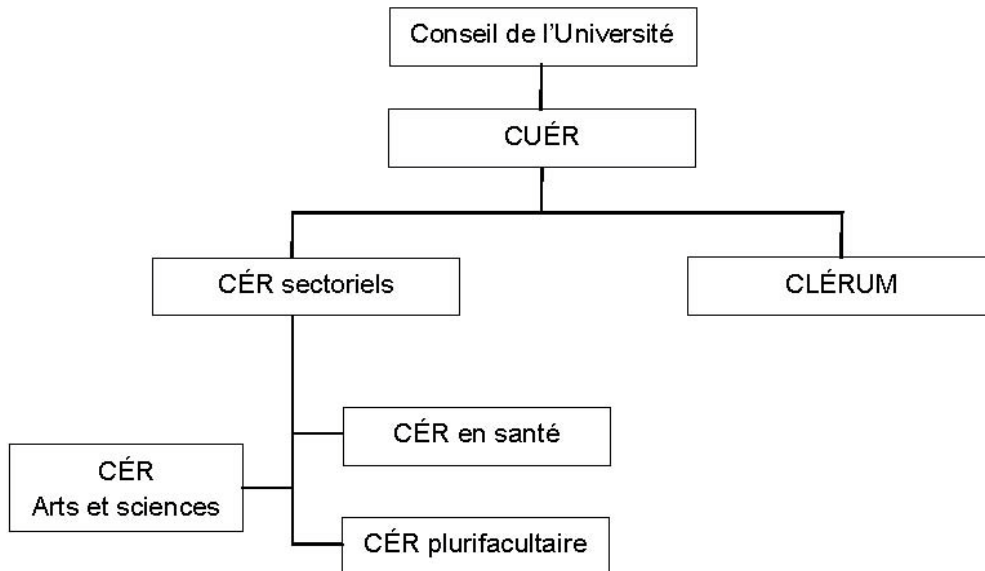 Conseil de l'Université
CUÉR
CÉR sectoriels
CLÉRUM
CÉR en santé
CÉR
Arts et sciences
CÉR plurifacultaire